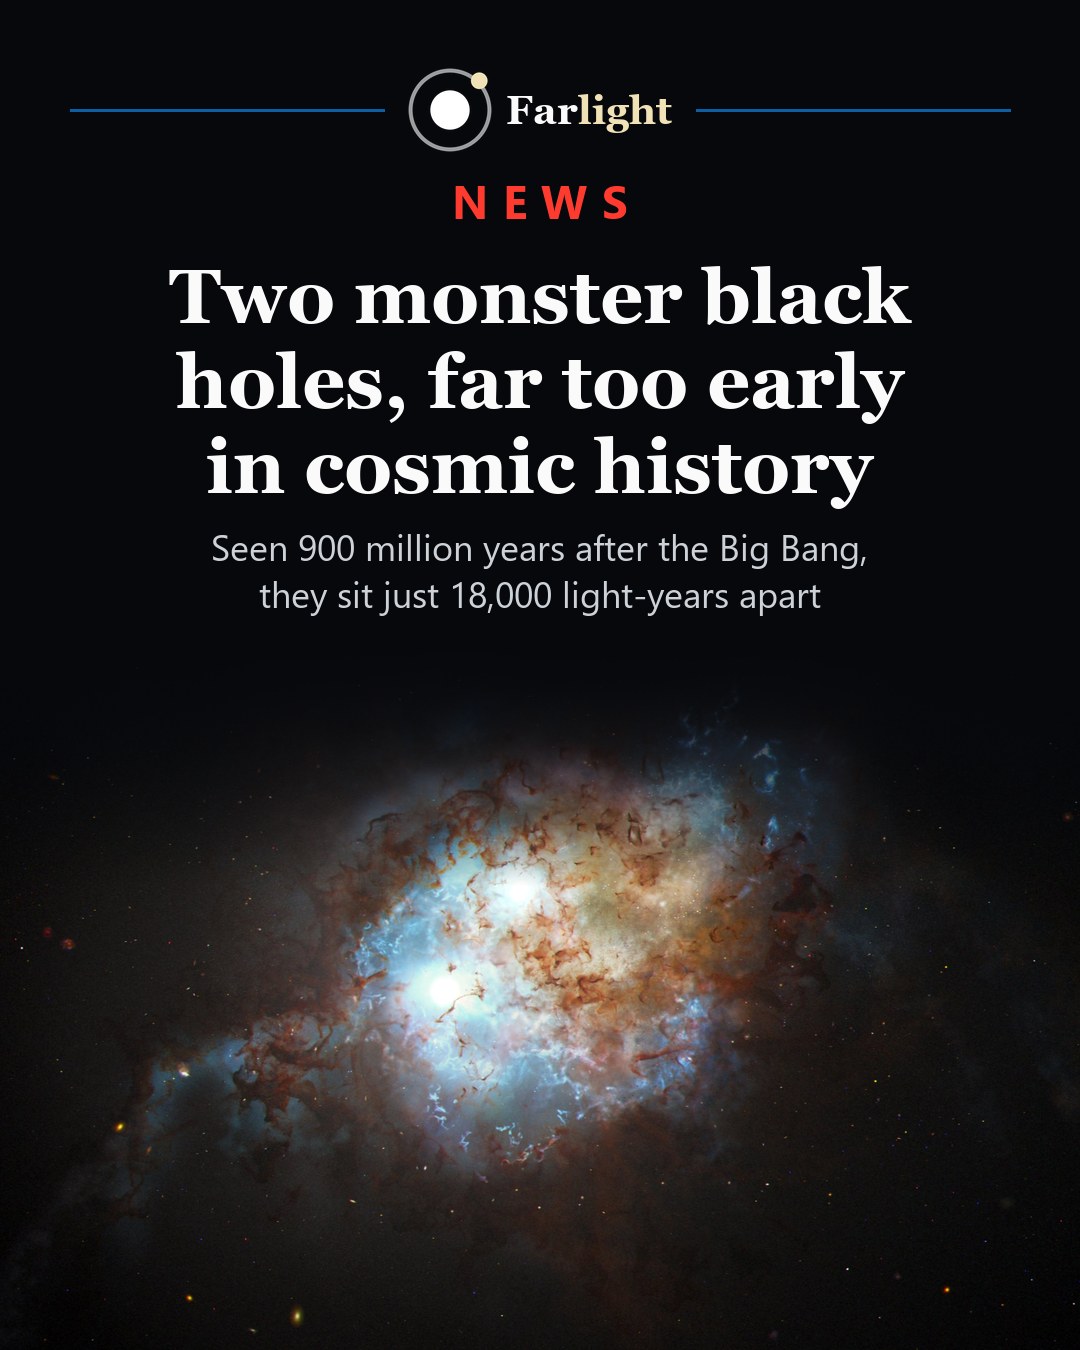 Farlight
NEWS
Two monster black
holes, far too early
in cosmic history
Seen 900 million years after the Big Bang,
they sit just 18,000 light-years apart